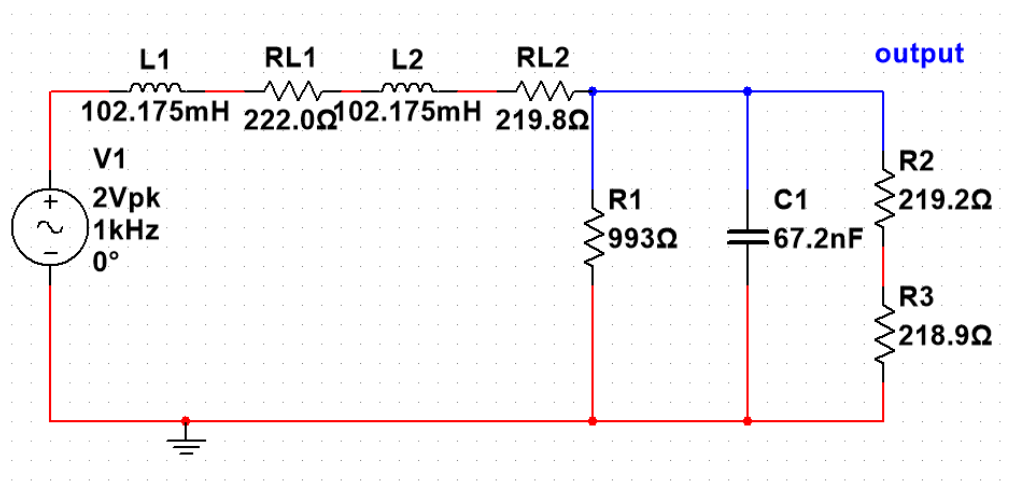 output
L1
RL1
L2
RL2
102.175mH
222.0Ω
102.175mH
219.8Ω
V1
2Vpk
1kHz
0°
R1
993Ω
C1
67.2nF
R2
219.2Ω
R3
218.9Ω